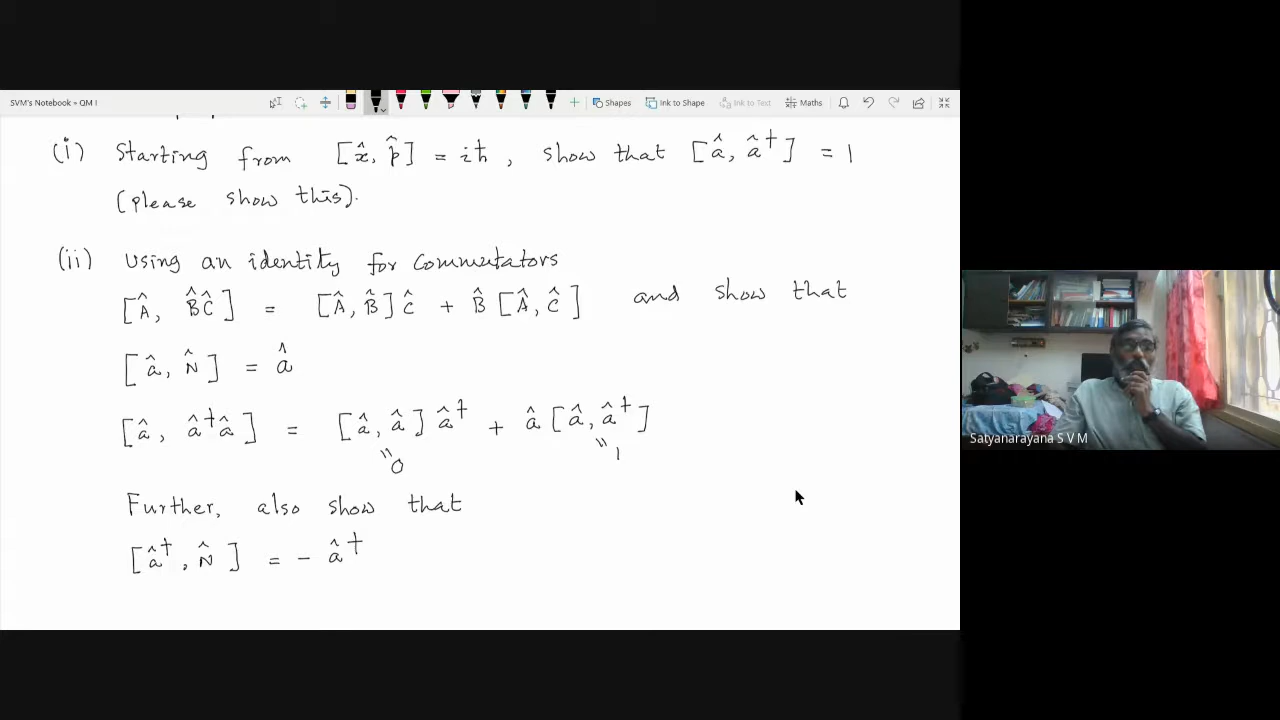 SVM's Notebook » QM I
Shapes Ink to Shape Ink to Text Maths
(i) Starting from [x̂, p̂] = iħ, show that [â, â†] = 1
(please show this).
(ii) Using an identity for commutators
[Â, B̂Ĉ] = [Â, B̂]Ĉ + B̂[Â, Ĉ] and show that
[â, N̂] = â
[â, â†â] = [â, â]â† + â[â, â†]
"0 "1
Further, also show that
[â†, N̂] = - â†
Satyanarayana S V M